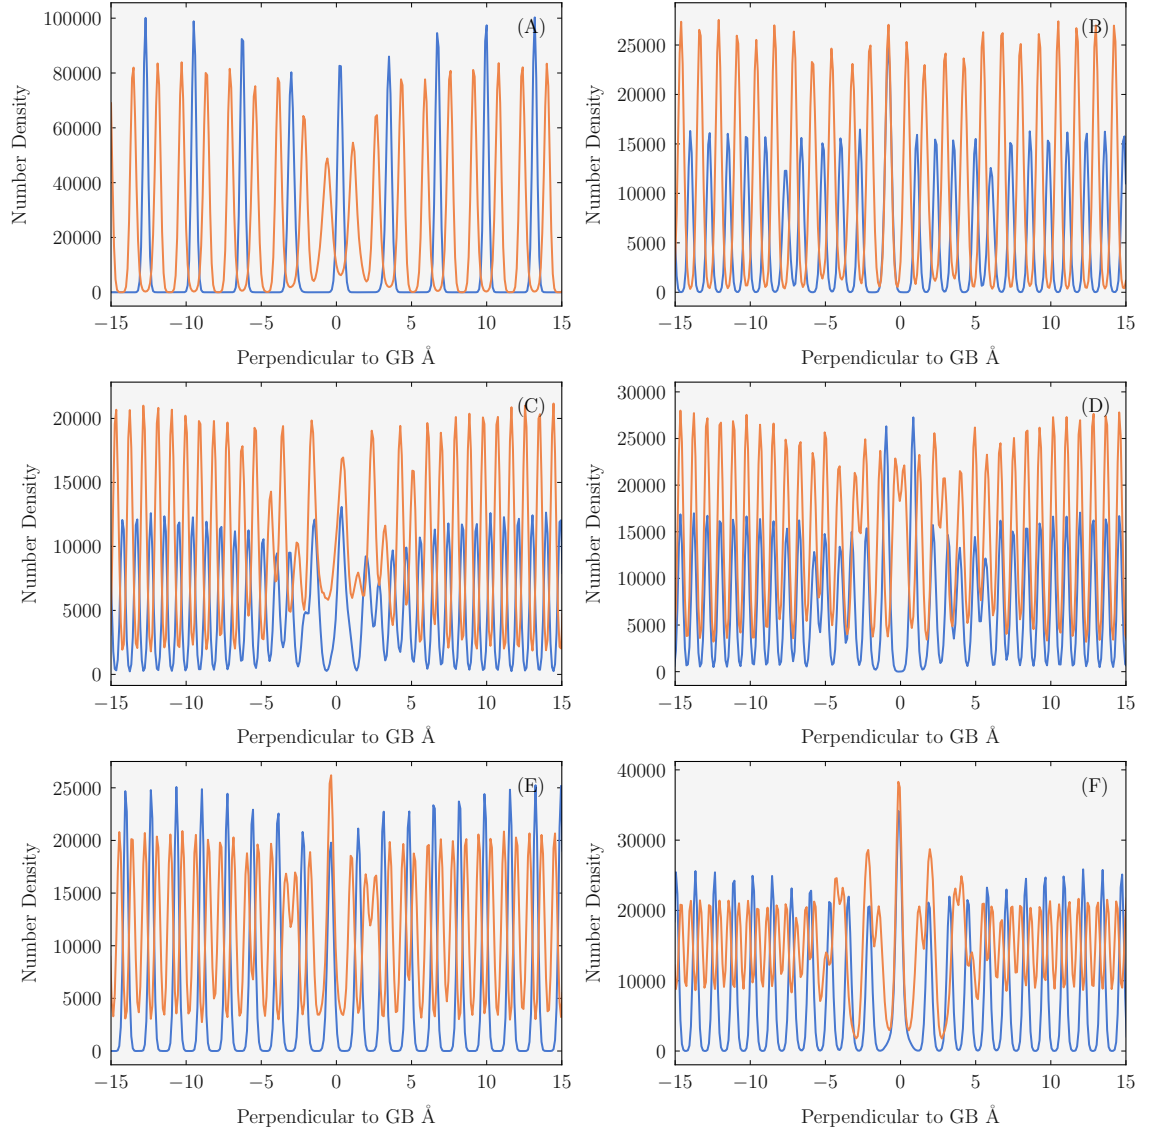 (A)
Number Density
100000
80000
60000
40000
20000
0
−15 −10 −5 0 5 10 15
Perpendicular to GB Å
(B)
Number Density
25000
20000
15000
10000
5000
0
−15 −10 −5 0 5 10 15
Perpendicular to GB Å
(C)
Number Density
20000
15000
10000
5000
0
−15 −10 −5 0 5 10 15
Perpendicular to GB Å
(D)
Number Density
30000
25000
20000
15000
10000
5000
0
−15 −10 −5 0 5 10 15
Perpendicular to GB Å
(E)
Number Density
25000
20000
15000
10000
5000
0
−15 −10 −5 0 5 10 15
Perpendicular to GB Å
(F)
Number Density
40000
30000
20000
10000
0
−15 −10 −5 0 5 10 15
Perpendicular to GB Å